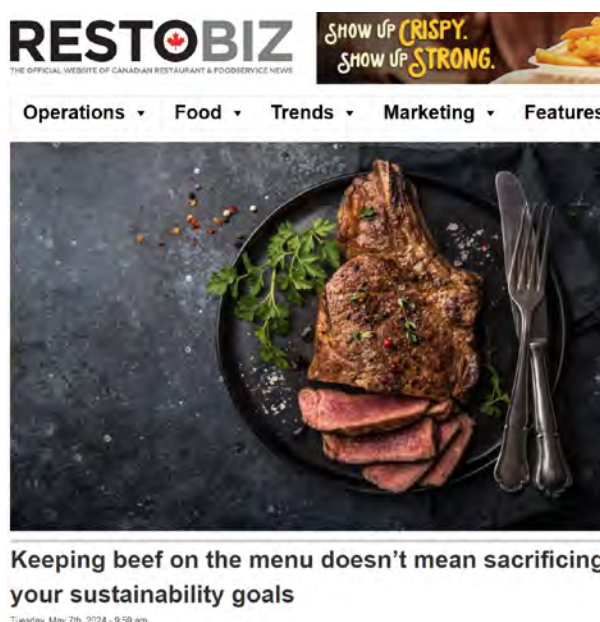 RESTOBIZ
THE OFFICIAL WEBSITE OF CANADIAN RESTAURANT & FOODSERVICE NEWS
SHOW UP CRISPY.
SHOW UP STRONG.
Operations
Food
Trends
Marketing
Features
Keeping beef on the menu doesn’t mean sacrificing
your sustainability goals
Tuesday, May 7th, 2024 - 9:59 am